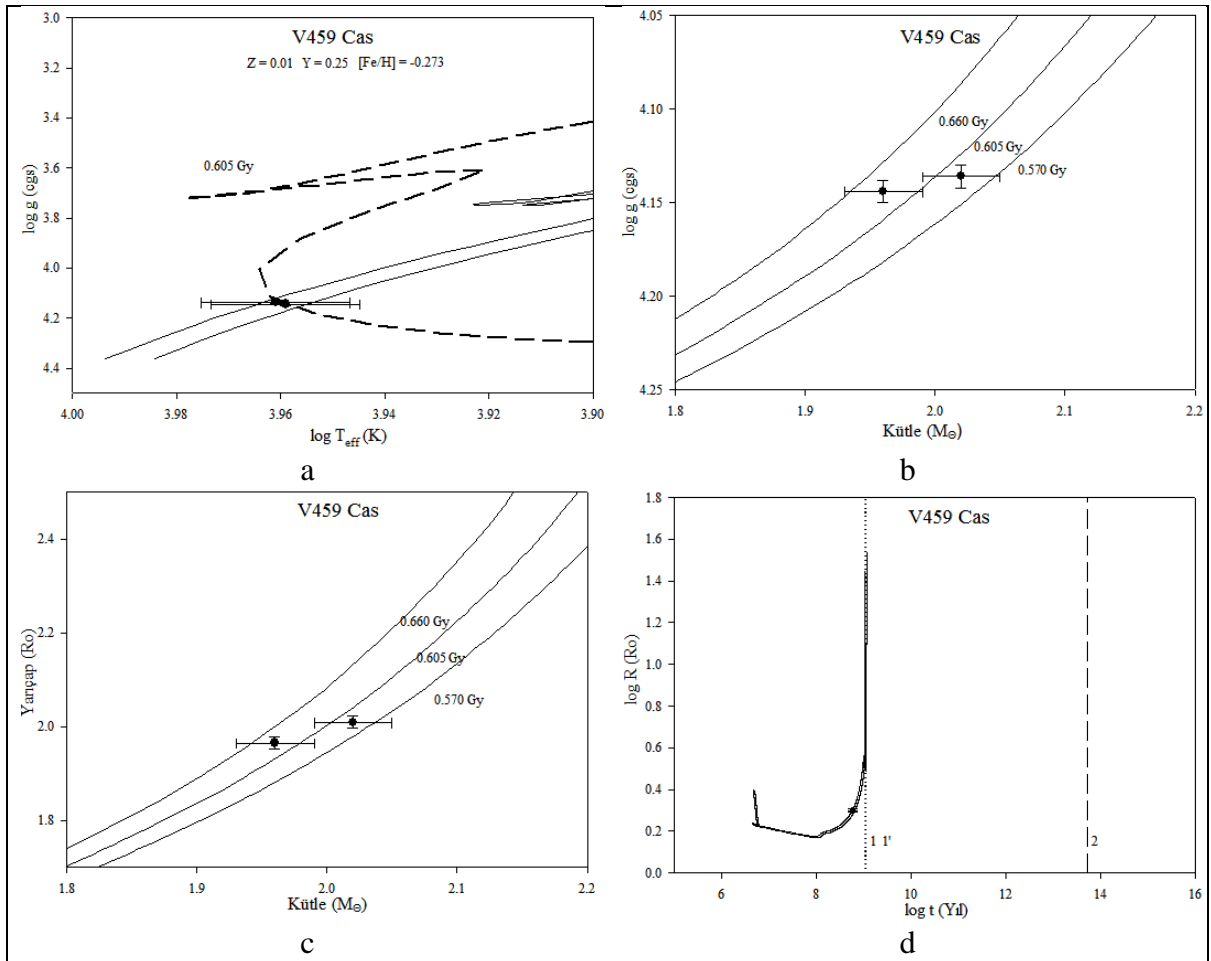 V459 Cas
Z = 0.01 Y = 0.25 [Fe/H] = -0.273
0.605 Gy
3.0
3.2
3.4
3.6
3.8
4.0
4.2
4.4
log g (cgs)
4.00
3.98
3.96
3.94
3.92
3.90
log Teff (K)
a
V459 Cas
0.660 Gy
0.605 Gy
0.570 Gy
4.05
4.10
4.15
4.20
4.25
log g (cgs)
1.8
1.9
2.0
2.1
2.2
Kütle (M⊙)
b
V459 Cas
0.660 Gy
0.605 Gy
0.570 Gy
2.4
2.2
2.0
1.8
Yarıçap (Ro)
1.8
1.9
2.0
2.1
2.2
Kütle (M⊙)
c
V459 Cas
1.8
1.6
1.4
1.2
1.0
0.8
0.6
0.4
0.2
0.0
log R (Ro)
1 1'
2
6
8
10
12
14
16
log t (Yıl)
d